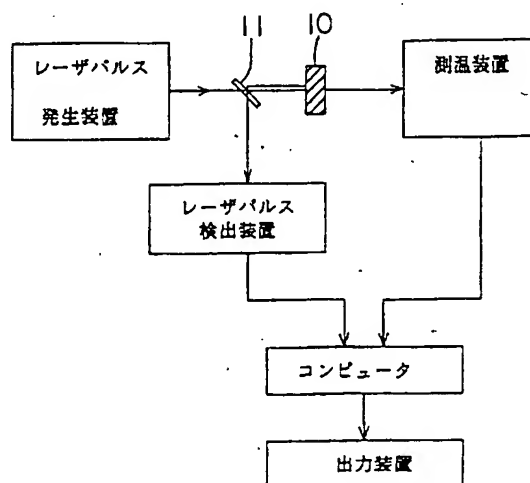 11
10
レーザパルス
発生装置
測温装置
レーザパルス
検出装置
コンピュータ
出力装置